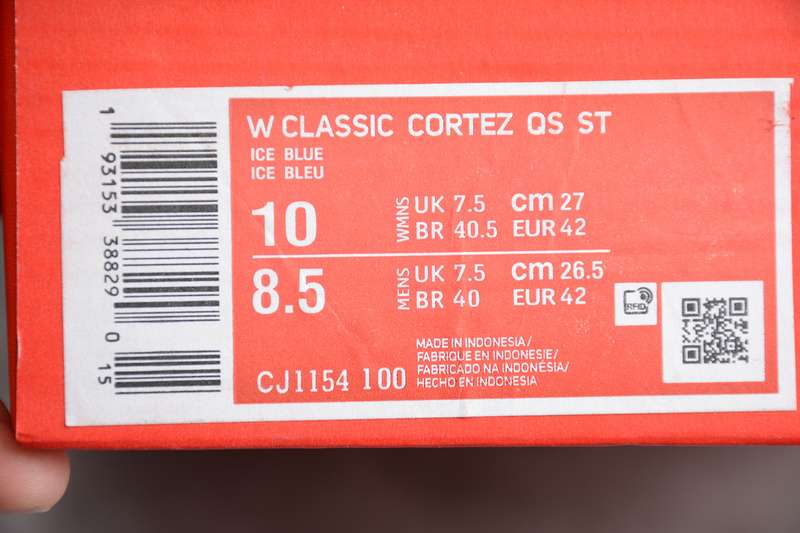 W CLASSIC CORTEZ QS ST
ICE BLUE
ICE BLEU
10
WMNS
UK 7.5 cm 27
BR 40.5 EUR 42
8.5
MENS
UK 7.5 cm 26.5
BR 40 EUR 42
CJ1154 100
MADE IN INDONESIA/
FABRIQUE EN INDONESIE/
FABRICADO NA INDONÉSIA/
HECHO EN INDONESIA
RFID
1 93153 38829 0 15